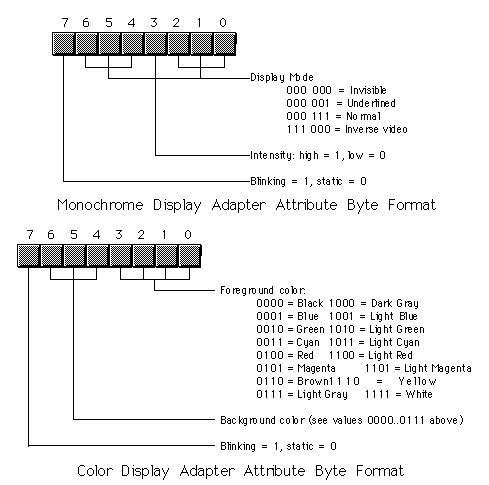 7 6 5 4 3 2 1 0
Display Mode
000 000 = Invisible
000 001 = Underlined
000 111 = Normal
111 000 = Inverse video
Intensity: high = 1, low = 0
Blinking = 1, static = 0
Monochrome Display Adapter Attribute Byte Format
7 6 5 4 3 2 1 0
Foreground color:
0000 = Black 1000 = Dark Gray
0001 = Blue 1001 = Light Blue
0010 = Green 1010 = Light Green
0011 = Cyan 1011 = Light Cyan
0100 = Red 1100 = Light Red
0101 = Magenta 1101 = Light Magenta
0110 = Brown1110 = Yellow
0111 = Light Gray 1111 = White
Background color (see values 0000..0111 above)
Blinking = 1, static = 0
Color Display Adapter Attribute Byte Format